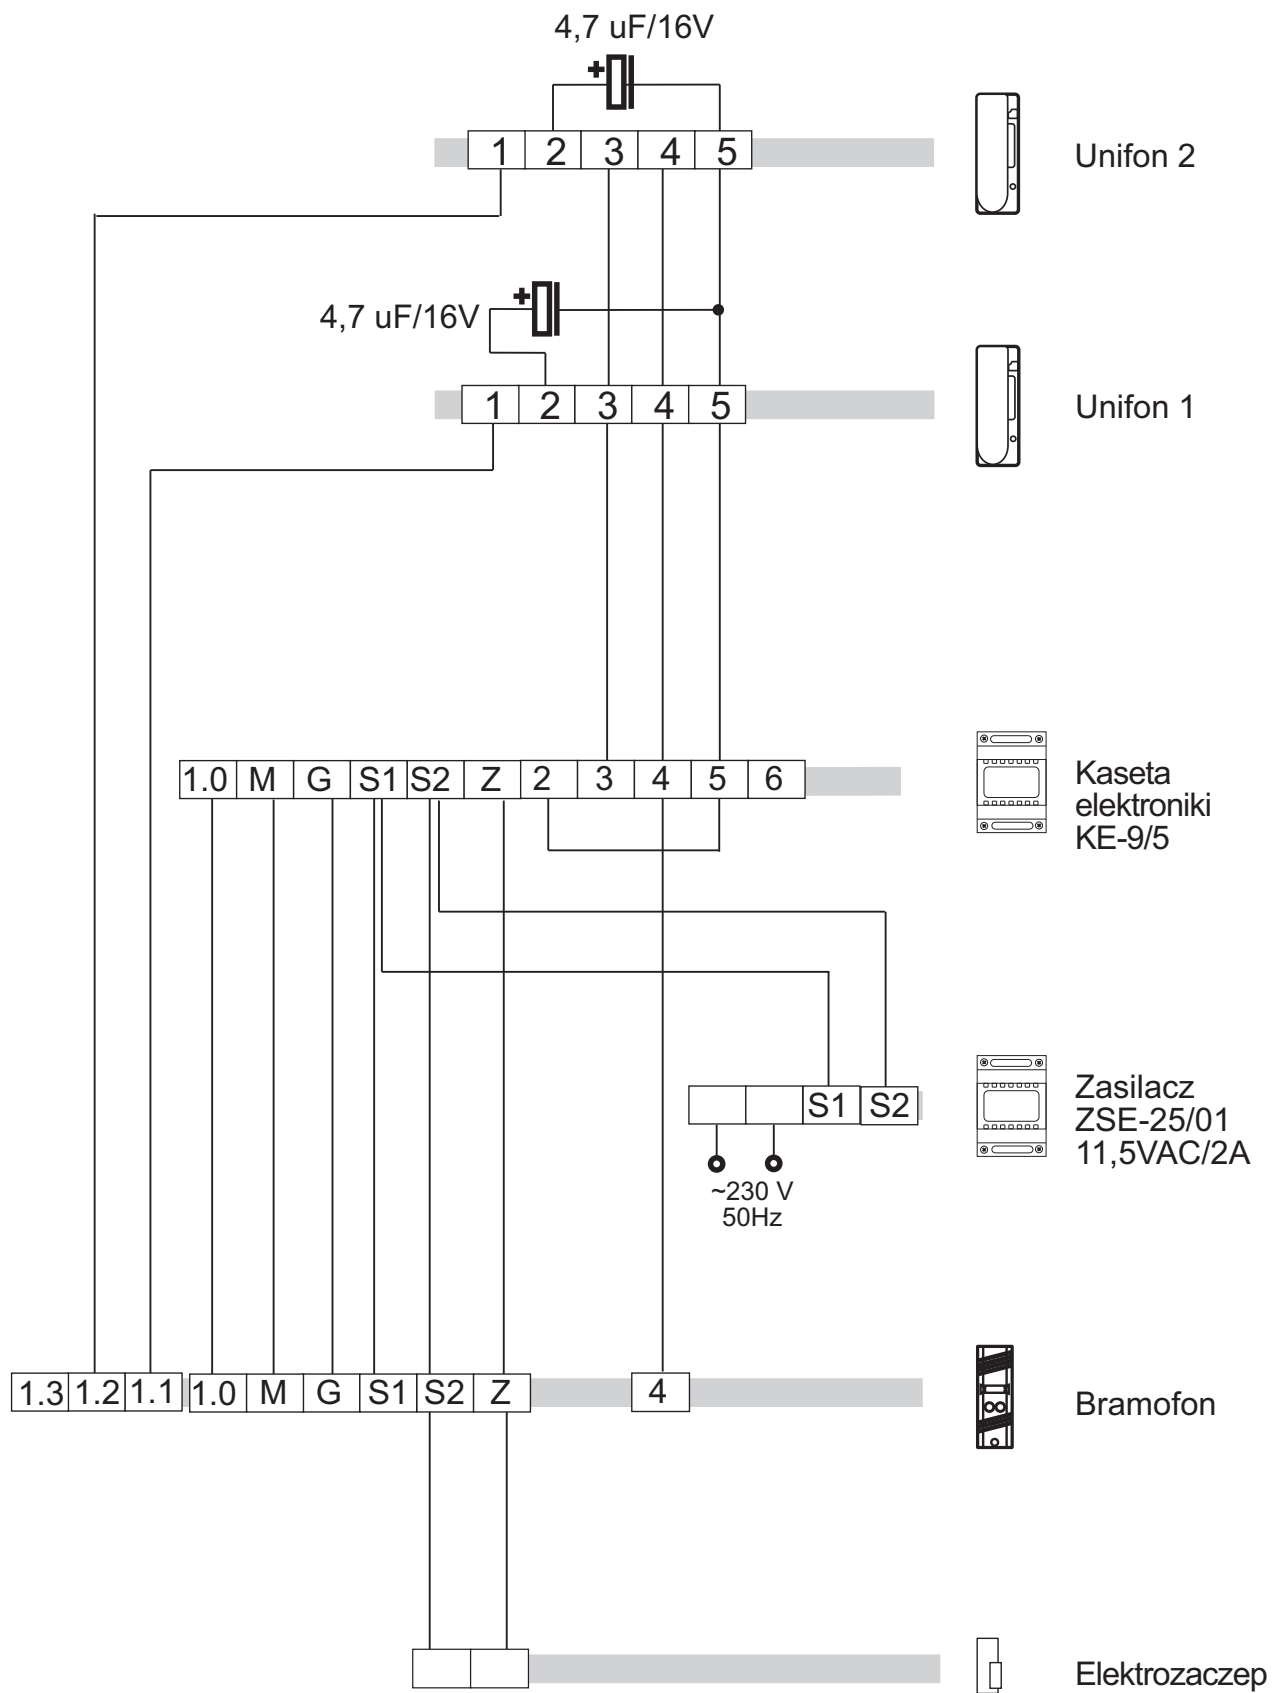 4,7 uF/16V
+
1 2 3 4 5
Unifon 2
+
4,7 uF/16V
1 2 3 4 5
Unifon 1
1.0 M G S1 S2 Z 2 3 4 5 6
Kaseta
elektroniki
KE-9/5
S1 S2
Zasilacz
ZSE-25/01
11,5VAC/2A
~230 V
50Hz
1.3 1.2 1.1 1.0 M G S1 S2 Z 4
Bramofon
Elektrozaczep